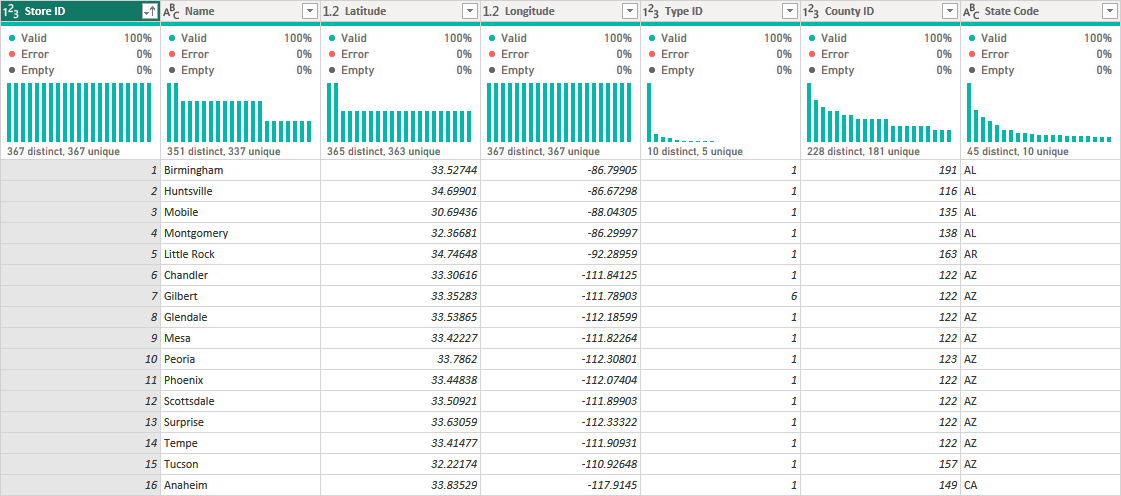 1²3 Store ID ABC Name 1.2 Latitude 1.2 Longitude 1²3 Type ID 1²3 County ID ABC State Code
Valid 100% Valid 100% Valid 100% Valid 100% Valid 100% Valid 100% Valid 100%
Error 0% Error 0% Error 0% Error 0% Error 0% Error 0% Error 0%
Empty 0% Empty 0% Empty 0% Empty 0% Empty 0% Empty 0% Empty 0%
367 distinct, 367 unique 351 distinct, 337 unique 365 distinct, 363 unique 367 distinct, 367 unique 10 distinct, 5 unique 228 distinct, 181 unique 45 distinct, 10 unique
1 Birmingham 33.52744 -86.79905 1 191 AL
2 Huntsville 34.69901 -86.67298 1 116 AL
3 Mobile 30.69436 -88.04305 1 135 AL
4 Montgomery 32.36681 -86.29997 1 138 AL
5 Little Rock 34.74648 -92.28959 1 163 AR
6 Chandler 33.30616 -111.84125 1 122 AZ
7 Gilbert 33.35283 -111.78903 6 122 AZ
8 Glendale 33.53865 -112.18599 1 122 AZ
9 Mesa 33.42227 -111.82264 1 122 AZ
10 Peoria 33.7862 -112.30801 1 123 AZ
11 Phoenix 33.44838 -112.07404 1 122 AZ
12 Scottsdale 33.50921 -111.89903 1 122 AZ
13 Surprise 33.63059 -112.33322 1 122 AZ
14 Tempe 33.41477 -111.90931 1 122 AZ
15 Tucson 32.22174 -110.92648 1 157 AZ
16 Anaheim 33.83529 -117.9145 1 149 CA